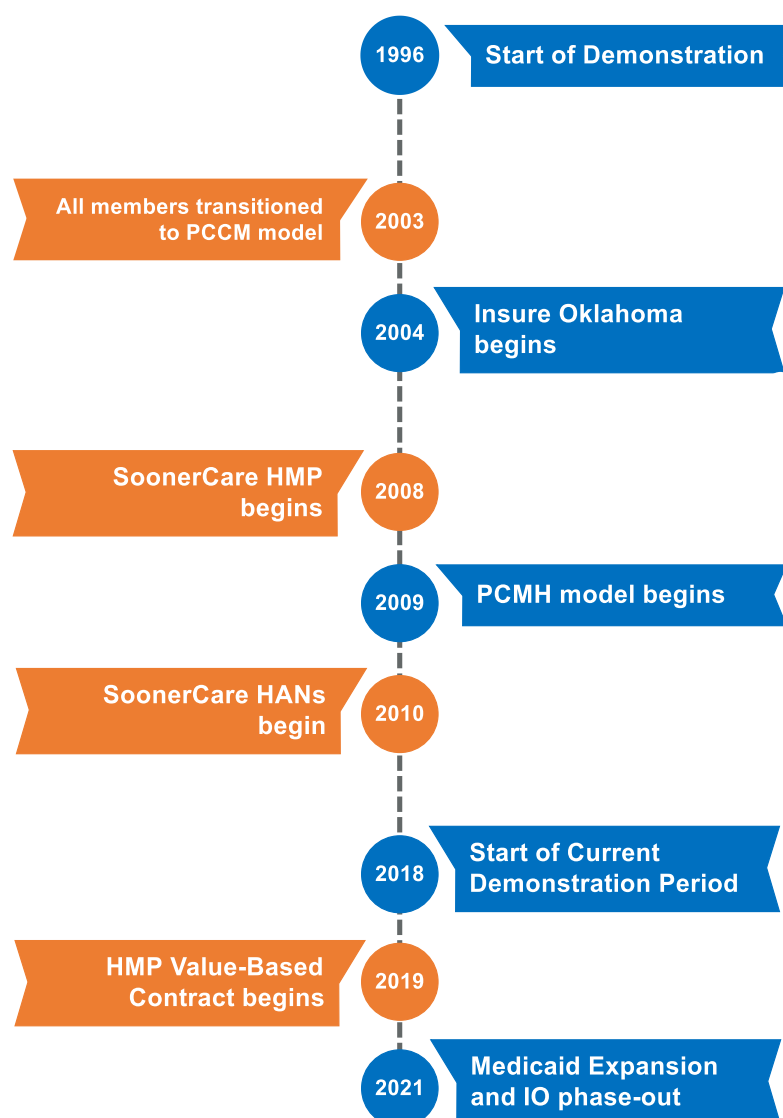 1996
Start of Demonstration
All members transitioned
to PCCM model
2003
2004
Insure Oklahoma
begins
SoonerCare HMP
begins
2008
2009
PCMH model begins
SoonerCare HANs
begin
2010
2018
Start of Current
Demonstration Period
HMP Value-Based
Contract begins
2019
2021
Medicaid Expansion
and IO phase-out